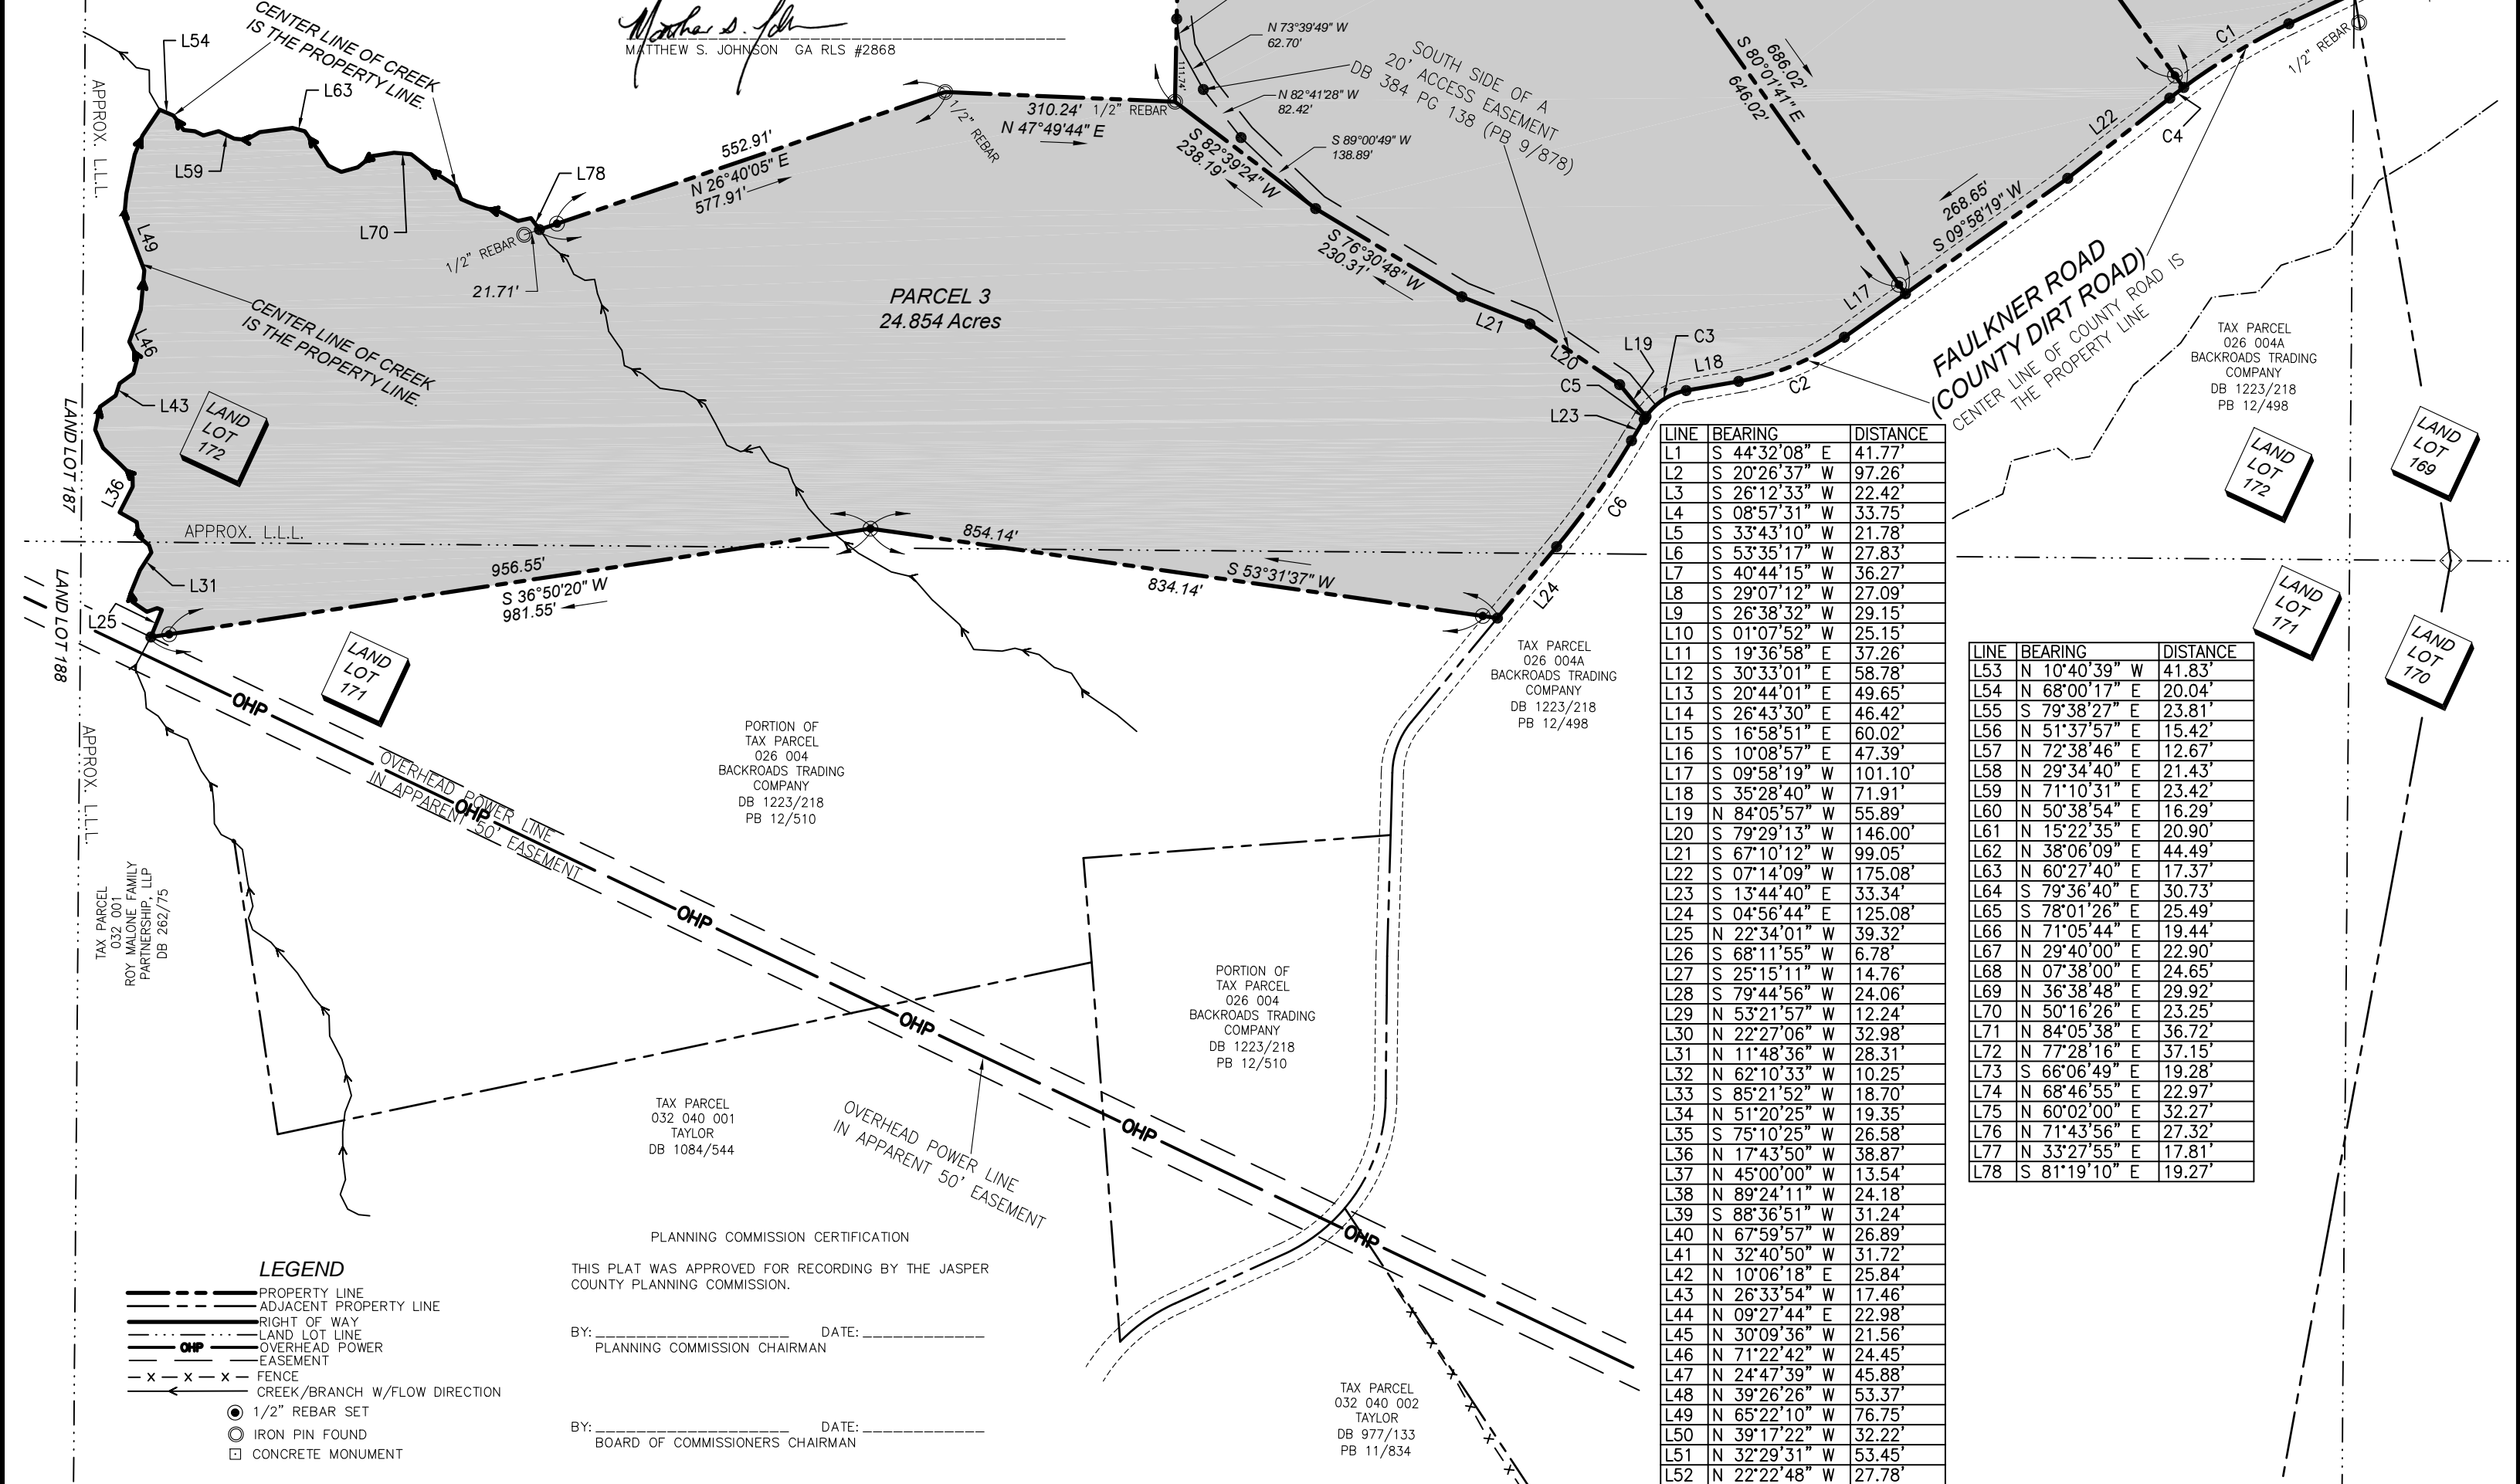 MATTHEW S. JOHNSON GA RLS #2868
CENTER LINE OF CREEK
IS THE PROPERTY LINE.
L54
L63
L59
L70
L78
APPROX. L.L.L.
L49
L46
L43
L36
L31
L25
1/2" REBAR
21.71'
552.91'
N 26°40'05" E
577.91'
1/2" REBAR
310.24'
1/2" REBAR
N 47°49'44" E
111.74'
N 73°39'49" W
62.70'
N 82°41'28" W
82.42'
S 89°00'49" W
138.89'
S 82°39'24" W
238.19'
SOUTH SIDE OF A
20' ACCESS EASEMENT
DB 384 PG 138 (PB 9/878)
S 76°30'48" W
230.31'
686.02'
S 80°01'41" E
646.02'
C1
1/2" REBAR
C4
L22
268.65'
S 09°58'19" W
L17
L21
L20
L19
C3
L18
C5
L23
C2
C6
L24
FAULKNER ROAD
(COUNTY DIRT ROAD)
CENTER LINE OF COUNTY ROAD IS
THE PROPERTY LINE
PARCEL 3
24.854 Acres
CENTER LINE OF CREEK
IS THE PROPERTY LINE.
LAND
LOT
172
LAND LOT 187
LAND LOT 188
APPROX. L.L.L.
APPROX. L.L.L.
956.55'
S 36°50'20" W
981.55'
854.14'
S 53°31'37" W
834.14'
LAND
LOT
171
TAX PARCEL
026 004A
BACKROADS TRADING
COMPANY
DB 1223/218
PB 12/498
LAND
LOT
172
LAND
LOT
169
LAND
LOT
171
LAND
LOT
170
TAX PARCEL
026 004A
BACKROADS TRADING
COMPANY
DB 1223/218
PB 12/498
PORTION OF
TAX PARCEL
026 004
BACKROADS TRADING
COMPANY
DB 1223/218
PB 12/510
OHP
OVERHEAD POWER LINE
IN APPARENT 50' EASEMENT
OHP
OHP
OHP
OHP
OHP
TAX PARCEL
032 001
ROY MALONE FAMILY
PARTNERSHIP, LLP
DB 262/75
PORTION OF
TAX PARCEL
026 004
BACKROADS TRADING
COMPANY
DB 1223/218
PB 12/510
TAX PARCEL
032 040 001
TAYLOR
DB 1084/544
OVERHEAD POWER LINE
IN APPARENT 50' EASEMENT
TAX PARCEL
032 040 002
TAYLOR
DB 977/133
PB 11/834
PLANNING COMMISSION CERTIFICATION
THIS PLAT WAS APPROVED FOR RECORDING BY THE JASPER
COUNTY PLANNING COMMISSION.
BY: DATE:
PLANNING COMMISSION CHAIRMAN
BY: DATE:
BOARD OF COMMISSIONERS CHAIRMAN
LEGEND
PROPERTY LINE
ADJACENT PROPERTY LINE
RIGHT OF WAY
LAND LOT LINE
OHP OVERHEAD POWER
EASEMENT
X X X FENCE
CREEK/BRANCH W/FLOW DIRECTION
1/2" REBAR SET
IRON PIN FOUND
CONCRETE MONUMENT
LINE BEARING DISTANCE
L1 S 44°32'08" E 41.77'
L2 S 20°26'37" W 97.26'
L3 S 26°12'33" W 22.42'
L4 S 08°57'31" W 33.75'
L5 S 33°43'10" W 21.78'
L6 S 53°35'17" W 27.83'
L7 S 40°44'15" W 36.27'
L8 S 29°07'12" W 27.09'
L9 S 26°38'32" W 29.15'
L10 S 01°07'52" W 25.15'
L11 S 19°36'58" E 37.26'
L12 S 30°33'01" E 58.78'
L13 S 20°44'01" E 49.65'
L14 S 26°43'30" E 46.42'
L15 S 16°58'51" E 60.02'
L16 S 10°08'57" E 47.39'
L17 S 09°58'19" W 101.10'
L18 S 35°28'40" W 71.91'
L19 N 84°05'57" W 55.89'
L20 S 79°29'13" W 146.00'
L21 S 67°10'12" W 99.05'
L22 S 07°14'09" W 175.08'
L23 S 13°44'40" E 33.34'
L24 S 04°56'44" E 125.08'
L25 N 22°34'01" W 39.32'
L26 S 68°11'55" W 6.78'
L27 S 25°15'11" W 14.76'
L28 S 79°44'56" W 24.06'
L29 N 53°21'57" W 12.24'
L30 N 22°27'06" W 32.98'
L31 N 11°48'36" W 28.31'
L32 N 62°10'33" W 10.25'
L33 S 85°21'52" W 18.70'
L34 N 51°20'25" W 19.35'
L35 S 75°10'25" W 26.58'
L36 N 17°43'50" W 38.87'
L37 N 45°00'00" W 13.54'
L38 N 89°24'11" W 24.18'
L39 S 88°36'51" W 31.24'
L40 N 67°59'57" W 26.89'
L41 N 32°40'50" W 31.72'
L42 N 10°06'18" E 25.84'
L43 N 26°33'54" W 17.46'
L44 N 09°27'44" E 22.98'
L45 N 30°09'36" W 21.56'
L46 N 71°22'42" W 24.45'
L47 N 24°47'39" W 45.88'
L48 N 39°26'26" W 53.37'
L49 N 65°22'10" W 76.75'
L50 N 39°17'22" W 32.22'
L51 N 32°29'31" W 53.45'
L52 N 22°22'48" W 27.78'
LINE BEARING DISTANCE
L53 N 10°40'39" W 41.83'
L54 N 68°00'17" E 20.04'
L55 S 79°38'27" E 23.81'
L56 N 51°37'57" E 15.42'
L57 N 72°38'46" E 12.67'
L58 N 29°34'40" E 21.43'
L59 N 71°10'31" E 23.42'
L60 N 50°38'54" E 16.29'
L61 N 15°22'35" E 20.90'
L62 N 38°06'09" E 44.49'
L63 N 60°27'40" E 17.37'
L64 S 79°36'40" E 30.73'
L65 S 78°01'26" E 25.49'
L66 N 71°05'44" E 19.44'
L67 N 29°40'00" E 22.90'
L68 N 07°38'00" E 24.65'
L69 N 36°38'48" E 29.92'
L70 N 50°16'26" E 23.25'
L71 N 84°05'38" E 36.72'
L72 N 77°28'16" E 37.15'
L73 S 66°06'49" E 19.28'
L74 N 68°46'55" E 22.97'
L75 N 60°02'00" E 32.27'
L76 N 71°43'56" E 27.32'
L77 N 33°27'55" E 17.81'
L78 S 81°19'10" E 19.27'